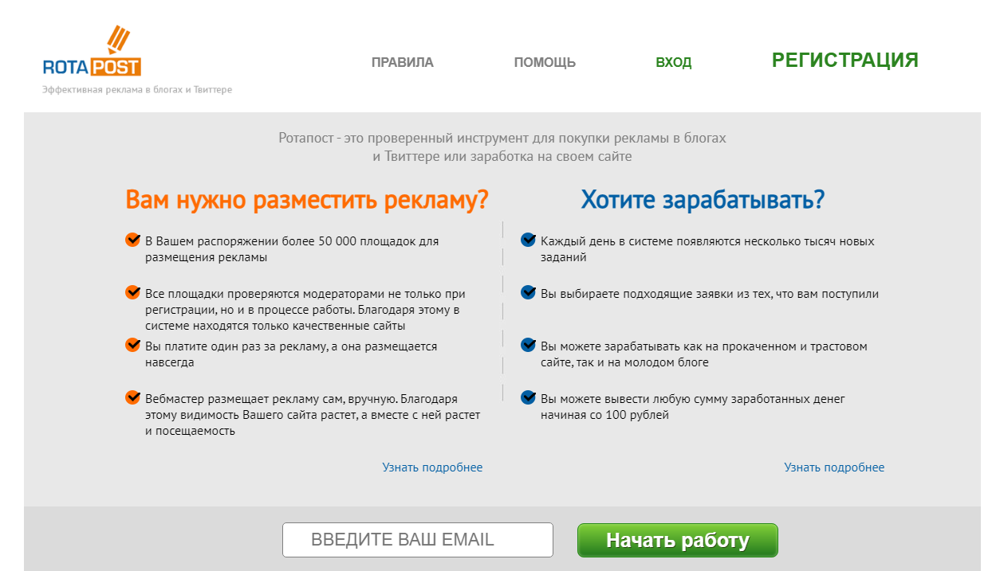 ROTAPOST
Эффективная реклама в блогах и Твиттере
ПРАВИЛА
ПОМОЩЬ
ВХОД
РЕГИСТРАЦИЯ
Ротапост - это проверенный инструмент для покупки рекламы в блогах
и Твиттере или заработка на своем сайте
Вам нужно разместить рекламу?
В Вашем распоряжении более 50 000 площадок для
размещения рекламы
Все площадки проверяются модераторами не только при
регистрации, но и в процессе работы. Благодаря этому в
системе находятся только качественные сайты
Вы платите один раз за рекламу, а она размещается
навсегда
Вебмастер размещает рекламу сам, вручную. Благодаря
этому видимость Вашего сайта растет, а вместе с ней растет
и посещаемость
Узнать подробнее
Хотите зарабатывать?
Каждый день в системе появляются несколько тысяч новых
заданий
Вы выбираете подходящие заявки из тех, что вам поступили
Вы можете зарабатывать как на прокаченном и трастовом
сайте, так и на молодом блоге
Вы можете вывести любую сумму заработанных денег
начиная со 100 рублей
Узнать подробнее
ВВЕДИТЕ ВАШ EMAIL
Начать работу